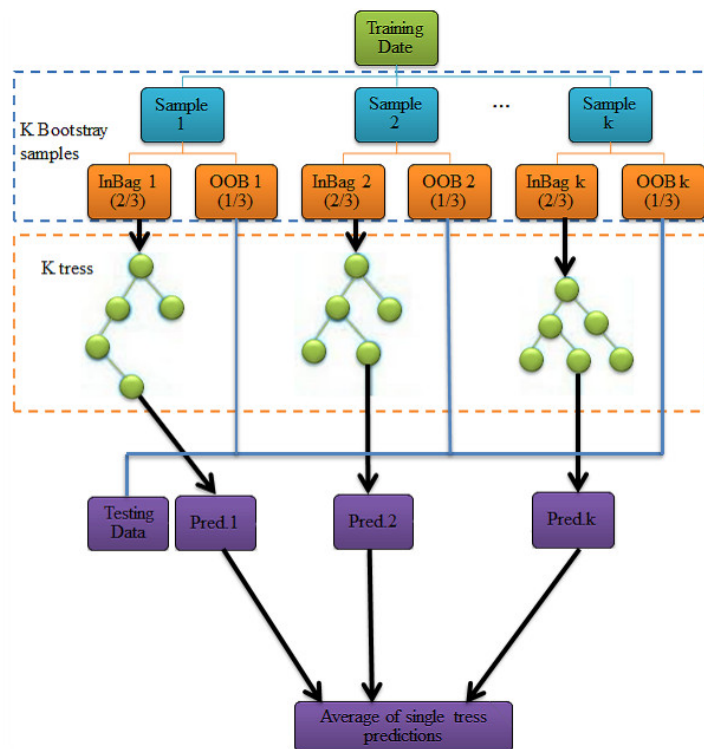 Training
Date
Sample
1
Sample
2
...
Sample
k
K Bootstray
samples
InBag 1
(2/3)
OOB 1
(1/3)
InBag 2
(2/3)
OOB 2
(1/3)
InBag k
(2/3)
OOB k
(1/3)
K tress
Testing
Data
Pred.1
Pred.2
Pred.k
Average of single tress
predictions